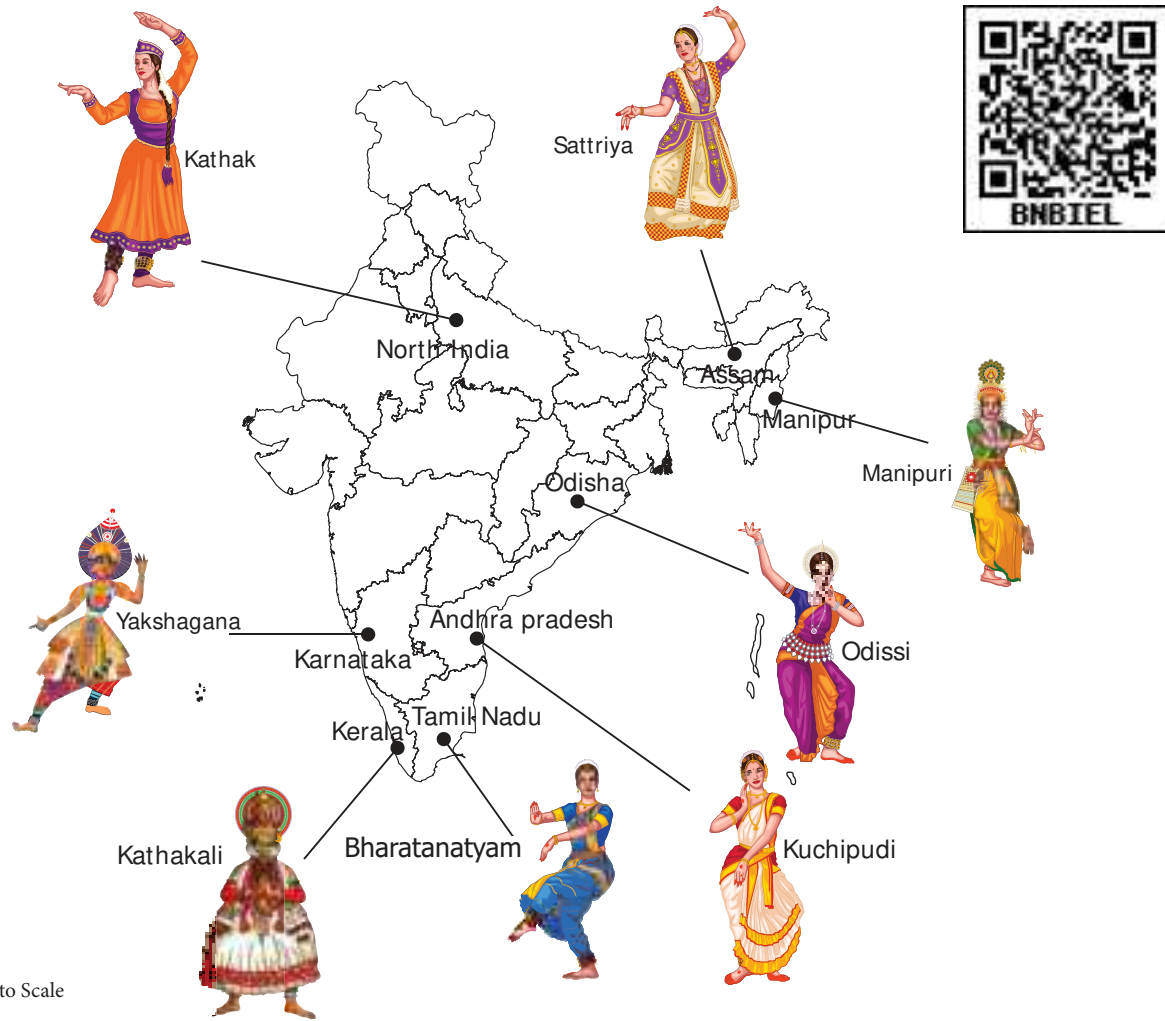 Kathak
Sattriya
BNBIEL
North India
Assam
Manipur
Manipuri
Odisha
Yakshagana
Karnataka
Andhra pradesh
Odissi
Kerala
Tamil Nadu
Kathakali
Bharatanatyam
Kuchipudi
to Scale